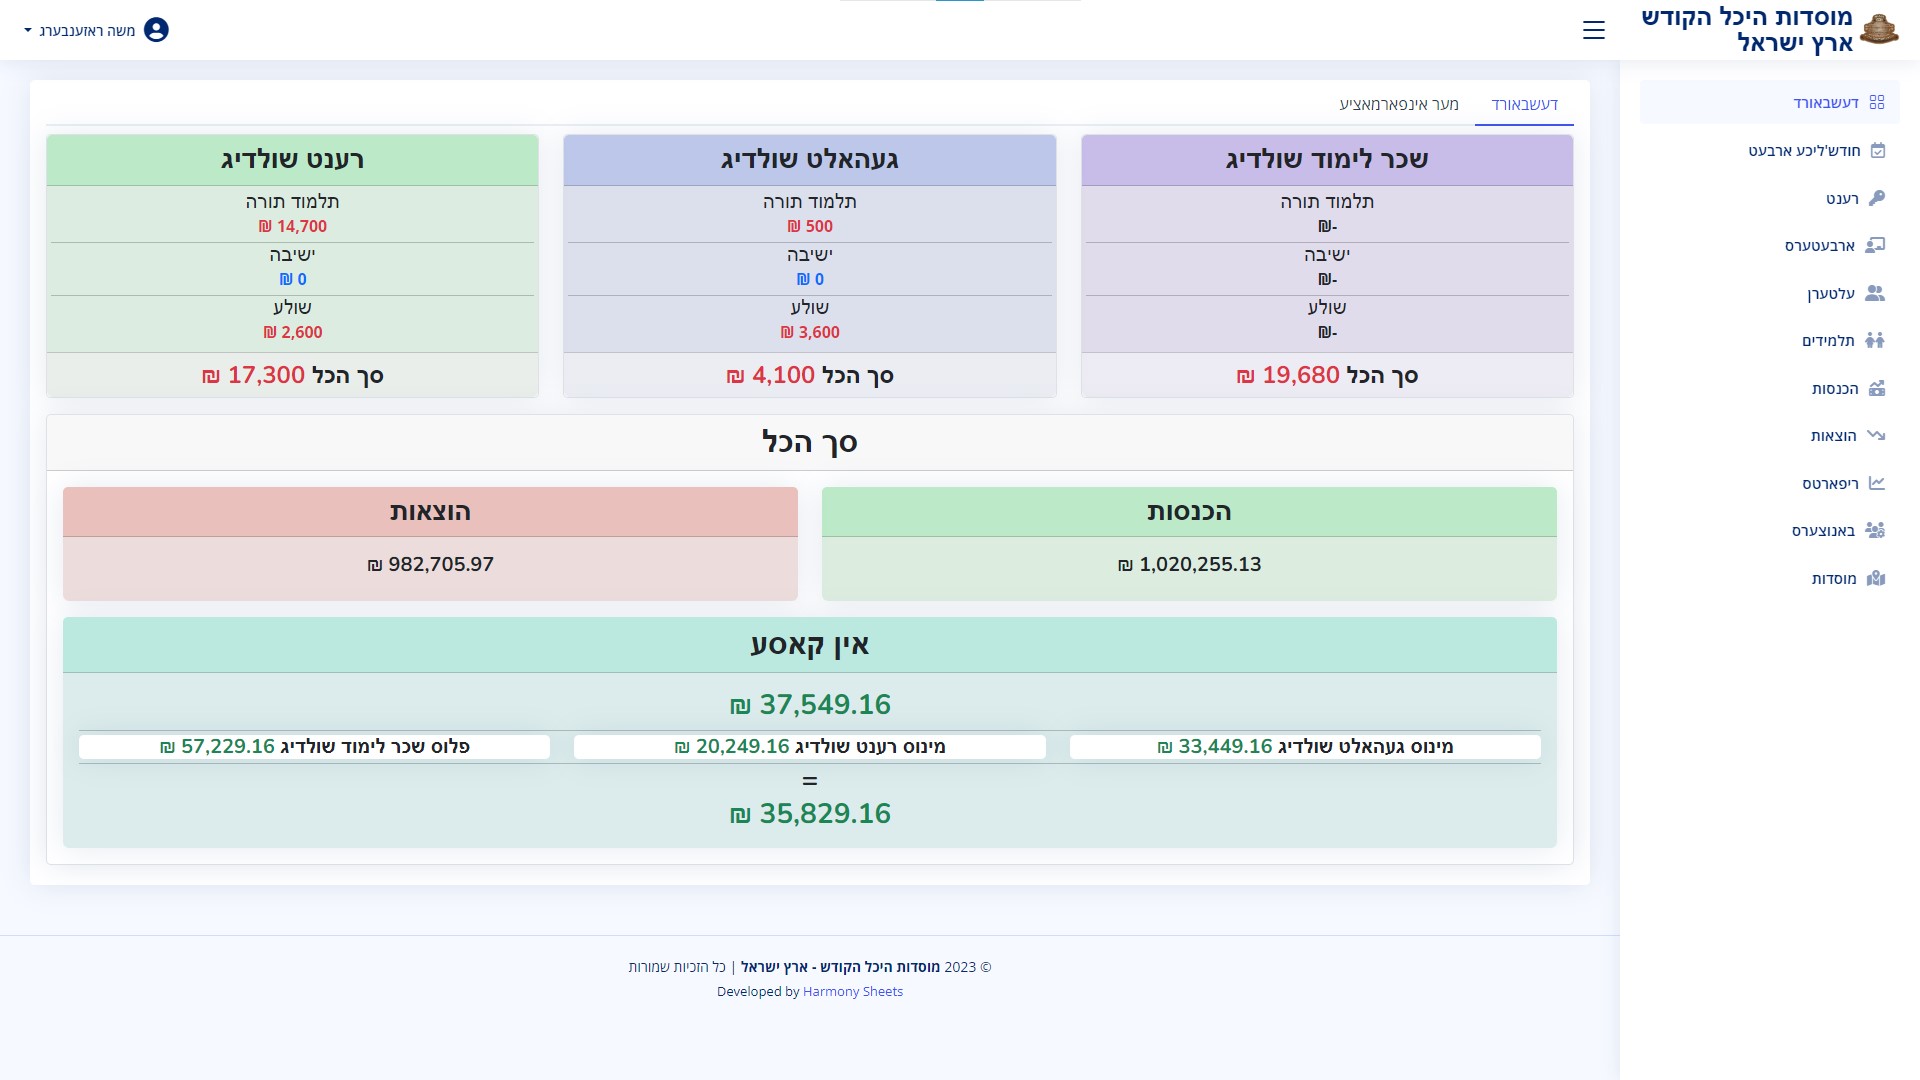 מוסדות היכל הקודש
ארץ ישראל
משה ראזענבערג
דעשבאורד
חודש'ליכע ארבעט
רענט
ארבעטערס
עלטערן
תלמידים
הכנסות
הוצאות
ריפארטס
באנוצערס
מוסדות
דעשבאורד
מער אינפארמאציע
שכר לימוד שולדיג
תלמוד תורה
-₪
ישיבה
-₪
שולע
-₪
סך הכל 19,680 ₪
געהאלט שולדיג
תלמוד תורה
500 ₪
ישיבה
0 ₪
שולע
3,600 ₪
סך הכל 4,100 ₪
רענט שולדיג
תלמוד תורה
14,700 ₪
ישיבה
0 ₪
שולע
2,600 ₪
סך הכל 17,300 ₪
סך הכל
הכנסות
1,020,255.13 ₪
הוצאות
982,705.97 ₪
אין קאסע
37,549.16 ₪
מינוס געהאלט שולדיג 33,449.16 ₪
מינוס רענט שולדיג 20,249.16 ₪
פלוס שכר לימוד שולדיג 57,229.16 ₪
=
35,829.16 ₪
© 2023 מוסדות היכל הקודש - ארץ ישראל | כל הזכיות שמורות
Developed by Harmony Sheets